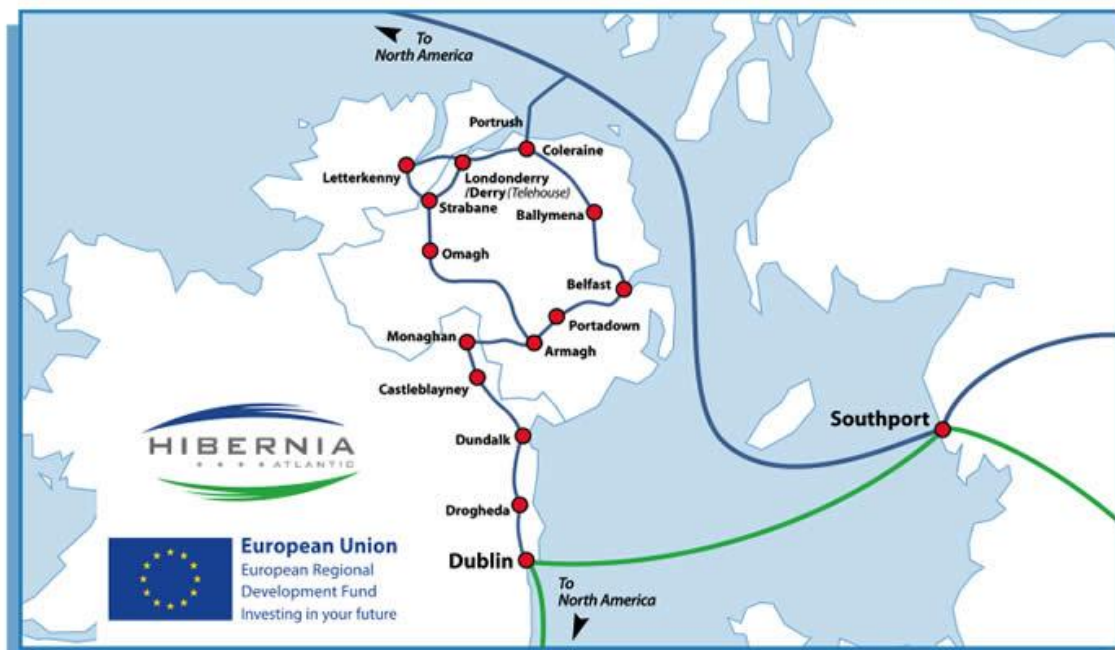 To
North America
Portrush
Coleraine
Letterkenny
Londonderry
/Derry (Telehouse)
Strabane
Ballymena
Omagh
Belfast
Portadown
Monaghan
Armagh
Castleblayney
Southport
HIBERNIA
ATLANTIC
Dundalk
Drogheda
European Union
European Regional
Development Fund
Investing in your future
Dublin
To
North America